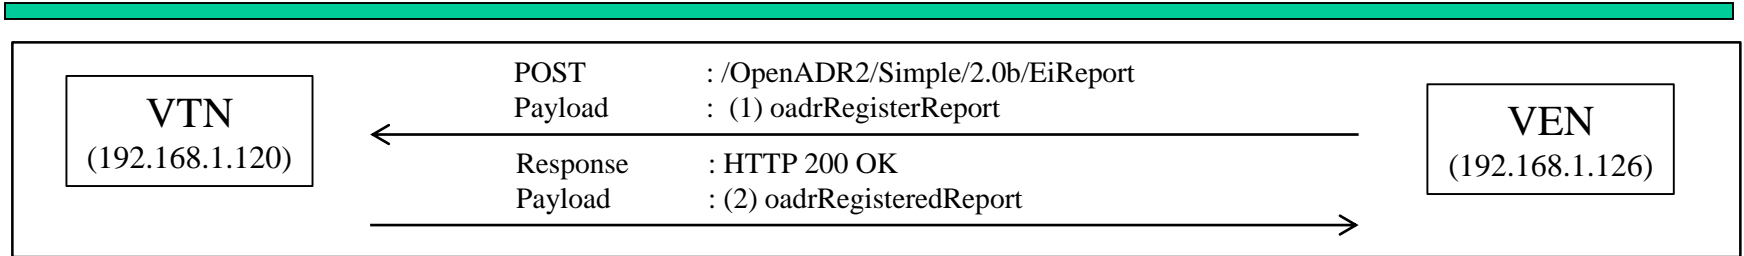 VTN
(192.168.1.120)
POST : /OpenADR2/Simple/2.0b/EiReport
Payload : (1) oadrRegisterReport
Response : HTTP 200 OK
Payload : (2) oadrRegisteredReport
VEN
(192.168.1.126)